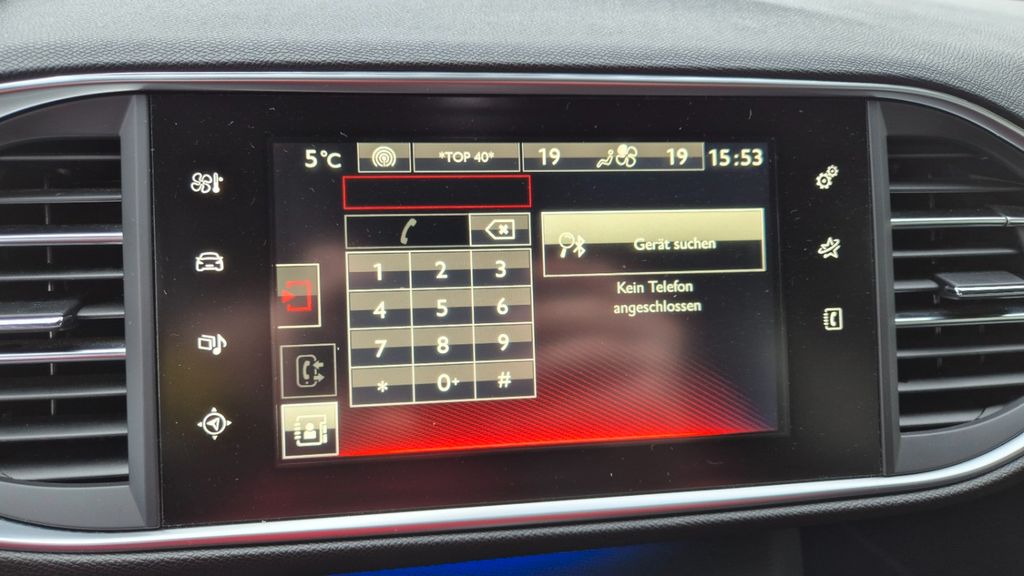 5°C
*TOP 40*
19
19
15:53
Gerät suchen
Kein Telefon
angeschlossen
1 2 3
4 5 6
7 8 9
* 0+ #